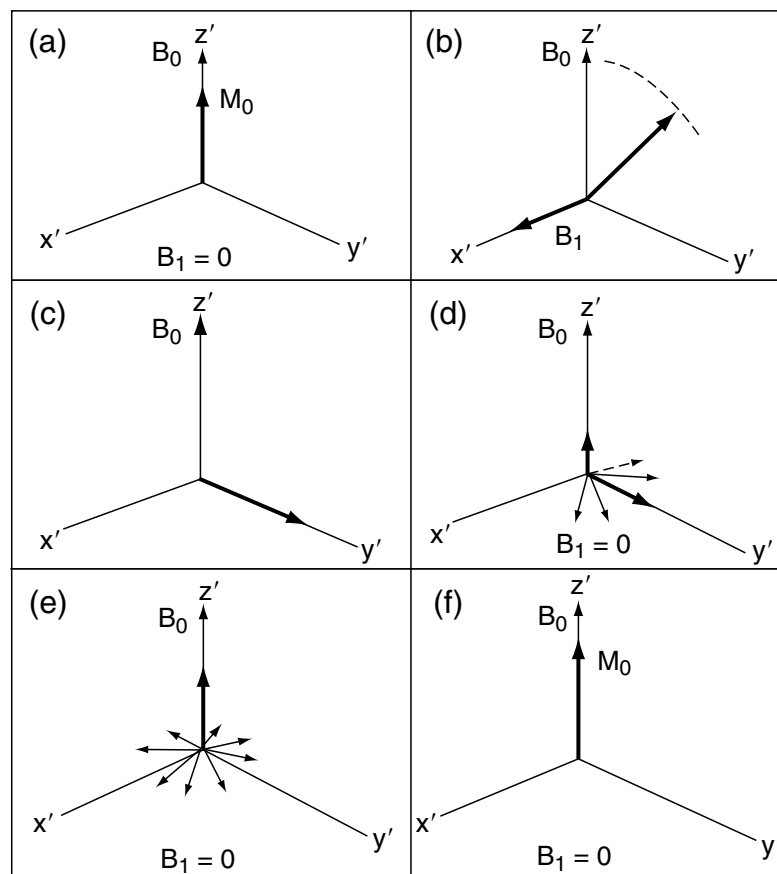 (a)
z′
B₀
M₀
x′
y′
B₁ = 0
(b)
z′
B₀
B₁
x′
y′
(c)
z′
B₀
x′
y′
(d)
z′
B₀
x′
y′
B₁ = 0
(e)
z′
B₀
x′
y′
B₁ = 0
(f)
z′
B₀
M₀
x′
y
B₁ = 0